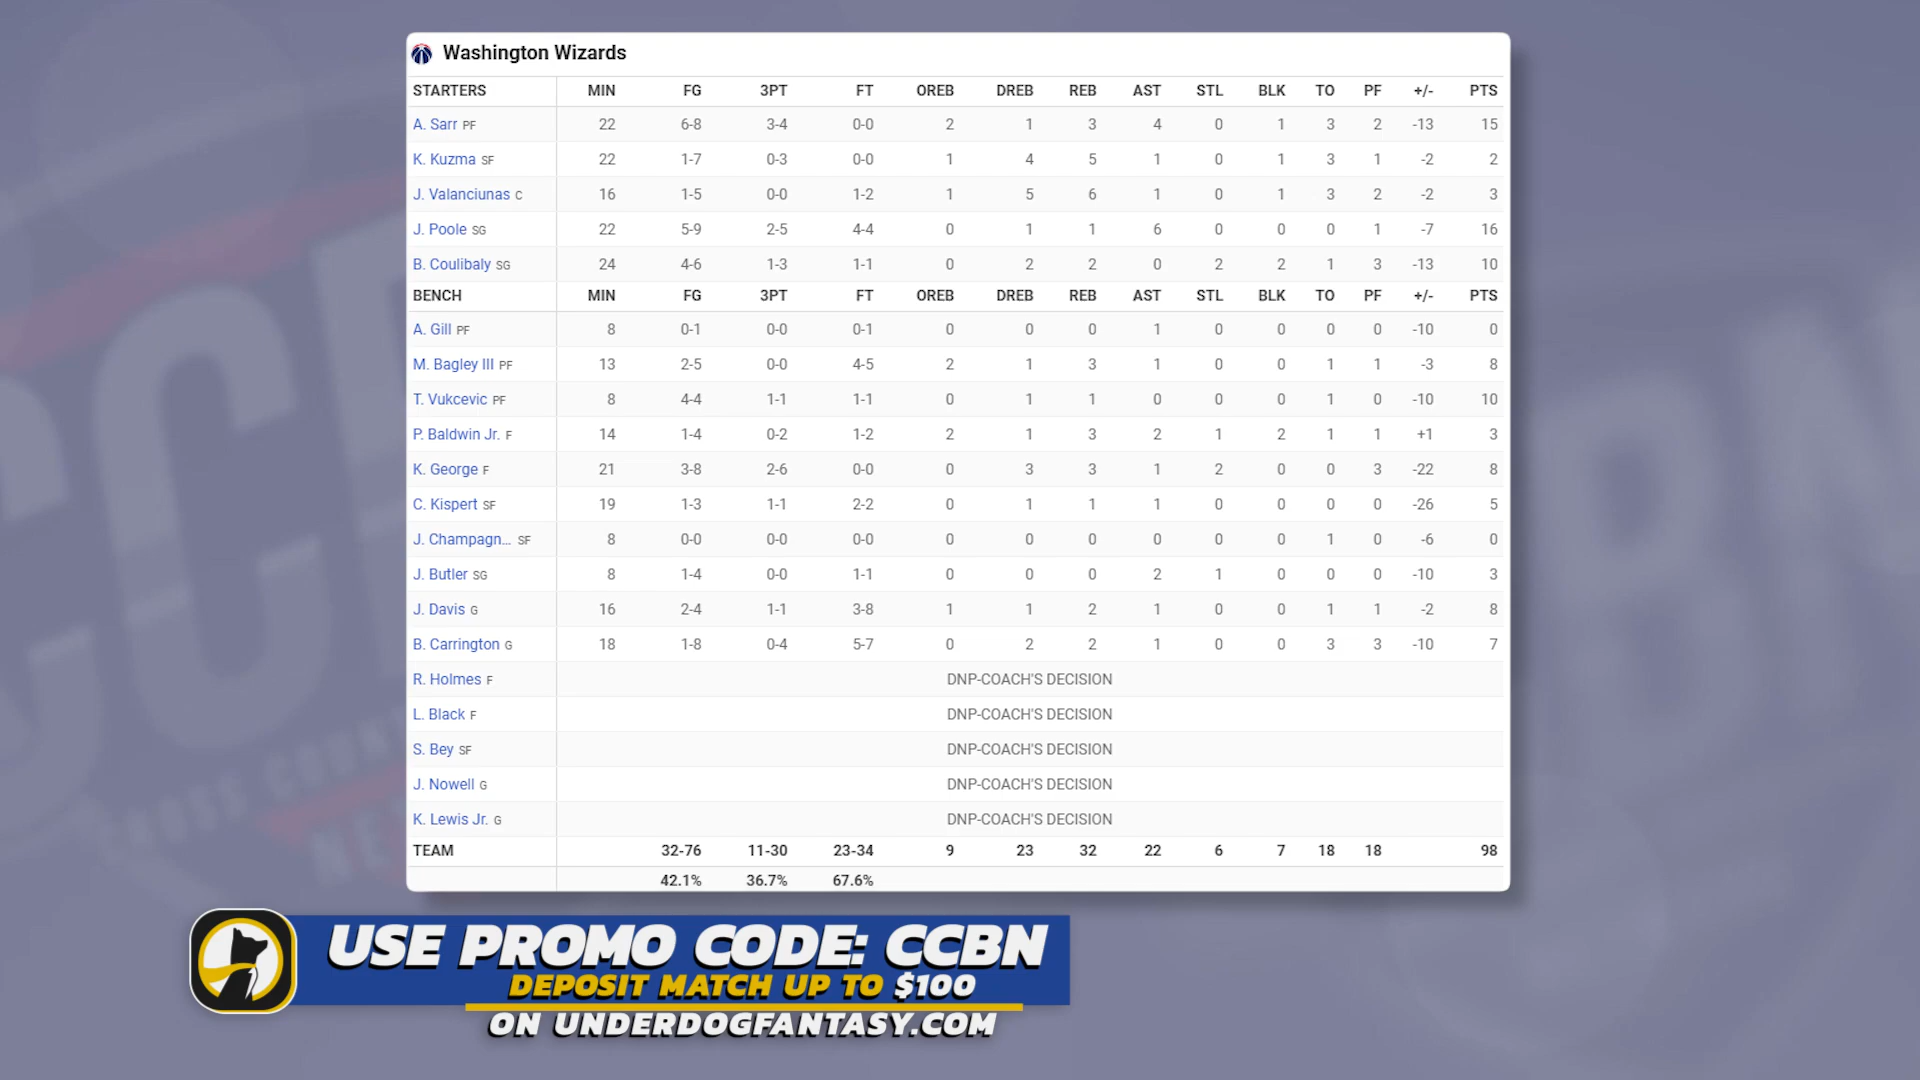 Washington Wizards
STARTERS MIN FG 3PT FT OREB DREB REB AST STL BLK TO PF +/- PTS
A. Sarr PF 22 6-8 3-4 0-0 2 1 3 4 0 1 3 2 -13 15
K. Kuzma SF 22 1-7 0-3 0-0 1 4 5 1 0 1 3 1 -2 2
J. Valanciunas C 16 1-5 0-0 1-2 1 5 6 1 0 1 3 2 -2 3
J. Poole SG 22 5-9 2-5 4-4 0 1 1 6 0 0 0 1 -7 16
B. Coulibaly SG 24 4-6 1-3 1-1 0 2 2 0 2 2 1 3 -13 10
BENCH MIN FG 3PT FT OREB DREB REB AST STL BLK TO PF +/- PTS
A. Gill PF 8 0-1 0-0 0-1 0 0 0 1 0 0 0 0 -10 0
M. Bagley III PF 13 2-5 0-0 4-5 2 1 3 1 0 0 1 1 -3 8
T. Vukcevic PF 8 4-4 1-1 1-1 0 1 1 0 0 0 1 0 -10 10
P. Baldwin Jr. F 14 1-4 0-2 1-2 2 1 3 2 1 2 1 1 +1 3
K. George F 21 3-8 2-6 0-0 0 3 3 1 2 0 0 3 -22 8
C. Kispert SF 19 1-3 1-1 2-2 0 1 1 1 0 0 0 0 -26 5
J. Champagn... SF 8 0-0 0-0 0-0 0 0 0 0 0 0 1 0 -6 0
J. Butler SG 8 1-4 0-0 1-1 0 0 0 2 1 0 0 0 -10 3
J. Davis G 16 2-4 1-1 3-8 1 1 2 1 0 0 1 1 -2 8
B. Carrington G 18 1-8 0-4 5-7 0 2 2 1 0 0 3 3 -10 7
R. Holmes F DNP-COACH'S DECISION
L. Black F DNP-COACH'S DECISION
S. Bey SF DNP-COACH'S DECISION
J. Nowell G DNP-COACH'S DECISION
K. Lewis Jr. G DNP-COACH'S DECISION
TEAM 32-76 11-30 23-34 9 23 32 22 6 7 18 18 98
42.1% 36.7% 67.6%
USE PROMO CODE: CCBN
DEPOSIT MATCH UP TO $100
ON UNDERDOGFANTASY.COM